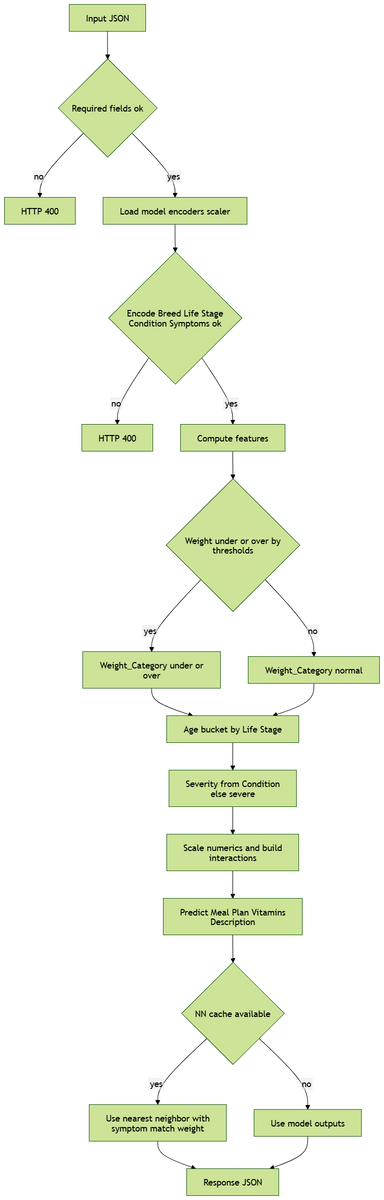 Input JSON
Required fields ok
no
yes
HTTP 400
Load model encoders scaler
Encode Breed Life Stage
Condition Symptoms ok
no
yes
HTTP 400
Compute features
Weight under or over by
thresholds
yes
no
Weight_Category under or
over
Weight_Category normal
Age bucket by Life Stage
Severity from Condition
else severe
Scale numerics and build
interactions
Predict Meal Plan Vitamins
Description
NN cache available
yes
no
Use nearest neighbor with
symptom match weight
Use model outputs
Response JSON